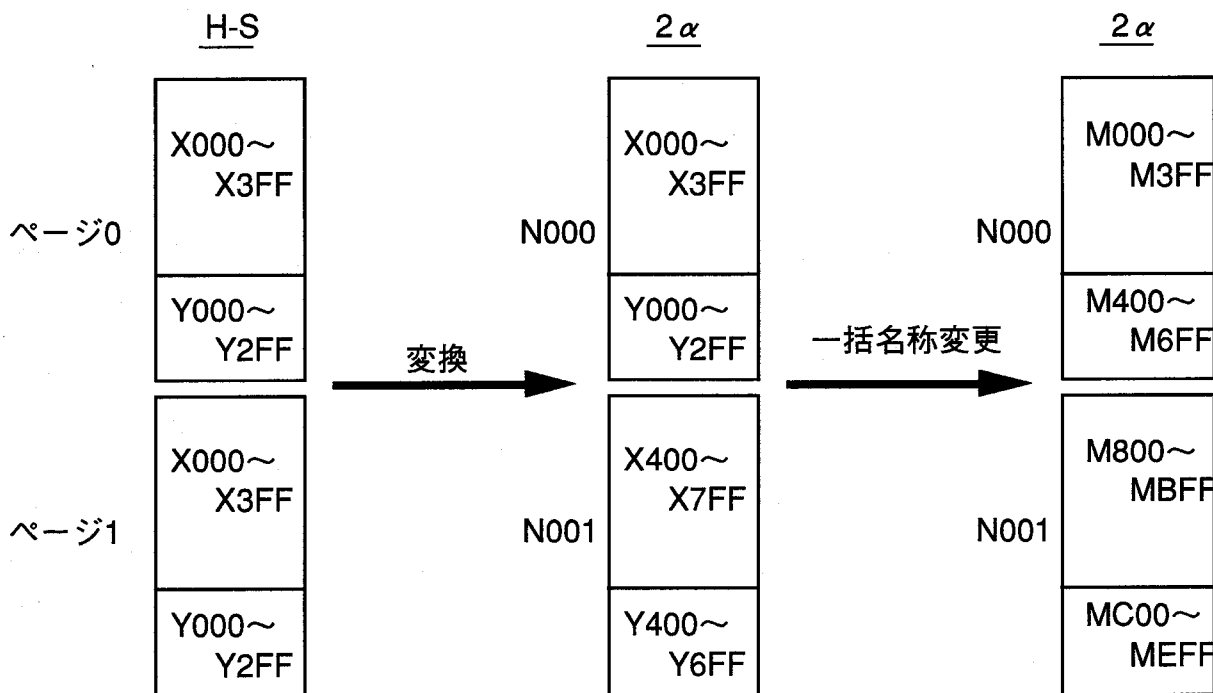 H-S
2α
2α
ページ0
X000～
X3FF
N000
X000～
X3FF
N000
M000～
M3FF
Y000～
Y2FF
Y000～
Y2FF
M400～
M6FF
変換
一括名称変更
ページ1
X000～
X3FF
N001
X400～
X7FF
N001
M800～
MBFF
Y000～
Y2FF
Y400～
Y6FF
MC00～
MEFF